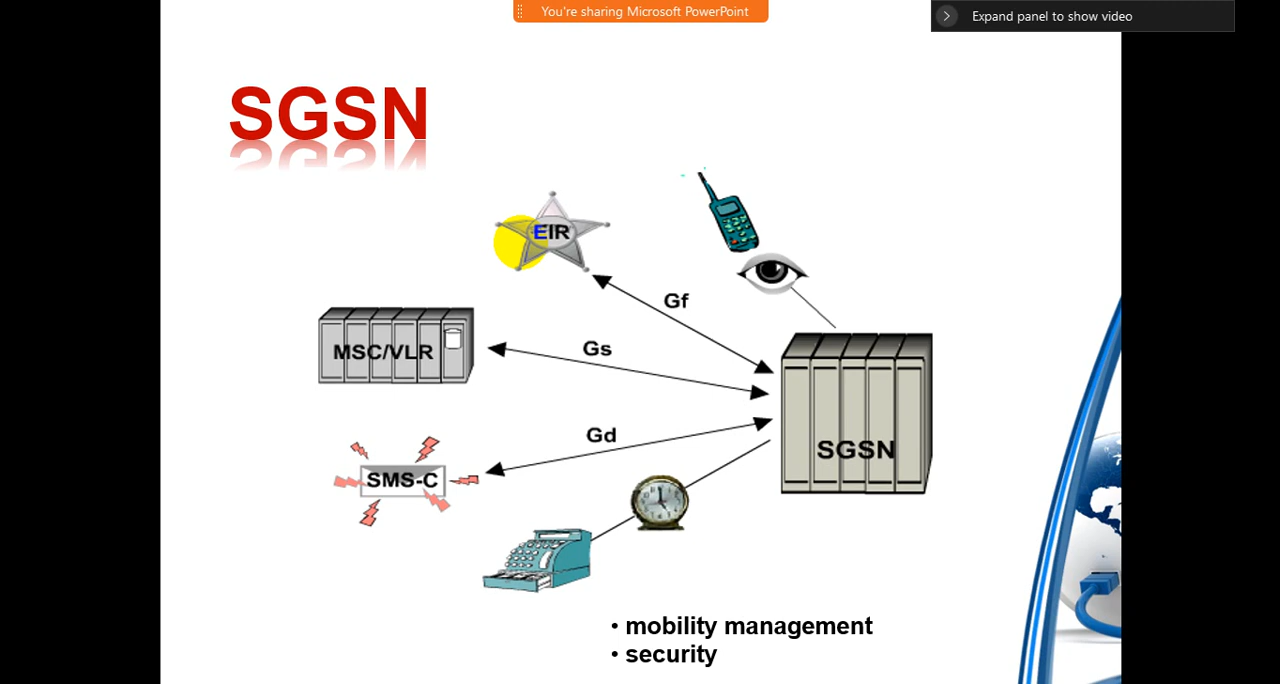 You're sharing Microsoft PowerPoint
Expand panel to show video
SGSN
EIR
Gf
MSC/VLR
Gs
Gd
SGSN
SMS-C
• mobility management
• security